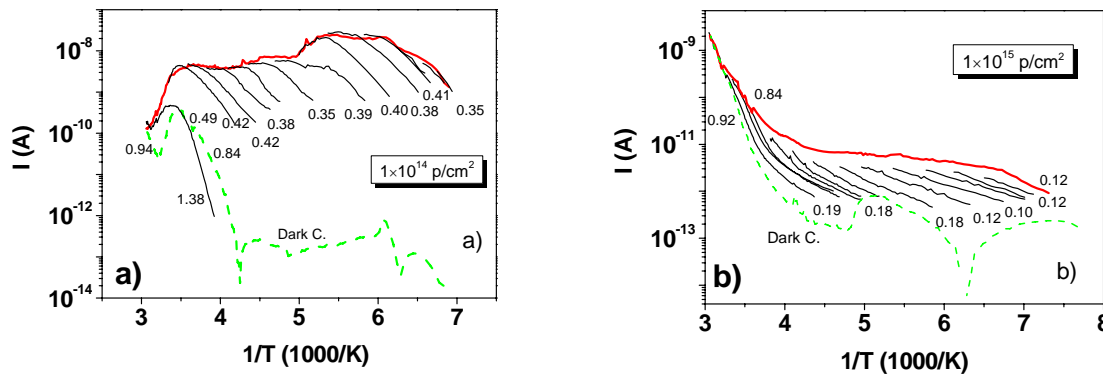 10⁻⁸
10⁻¹⁰
10⁻¹²
10⁻¹⁴
I (A)
0.94
0.49
0.42
0.84
0.42
0.38
0.35
0.39
0.40
0.38
0.41
0.35
1.38
1×10¹⁴ p/cm²
Dark C.
a)
a)
3 4 5 6 7
1/T (1000/K)
10⁻⁹
10⁻¹¹
10⁻¹³
I (A)
1×10¹⁵ p/cm²
0.84
0.92
0.19
0.18
0.18
0.12
0.10
0.12
0.12
Dark C.
b)
b)
3 4 5 6 7 8
1/T (1000/K)